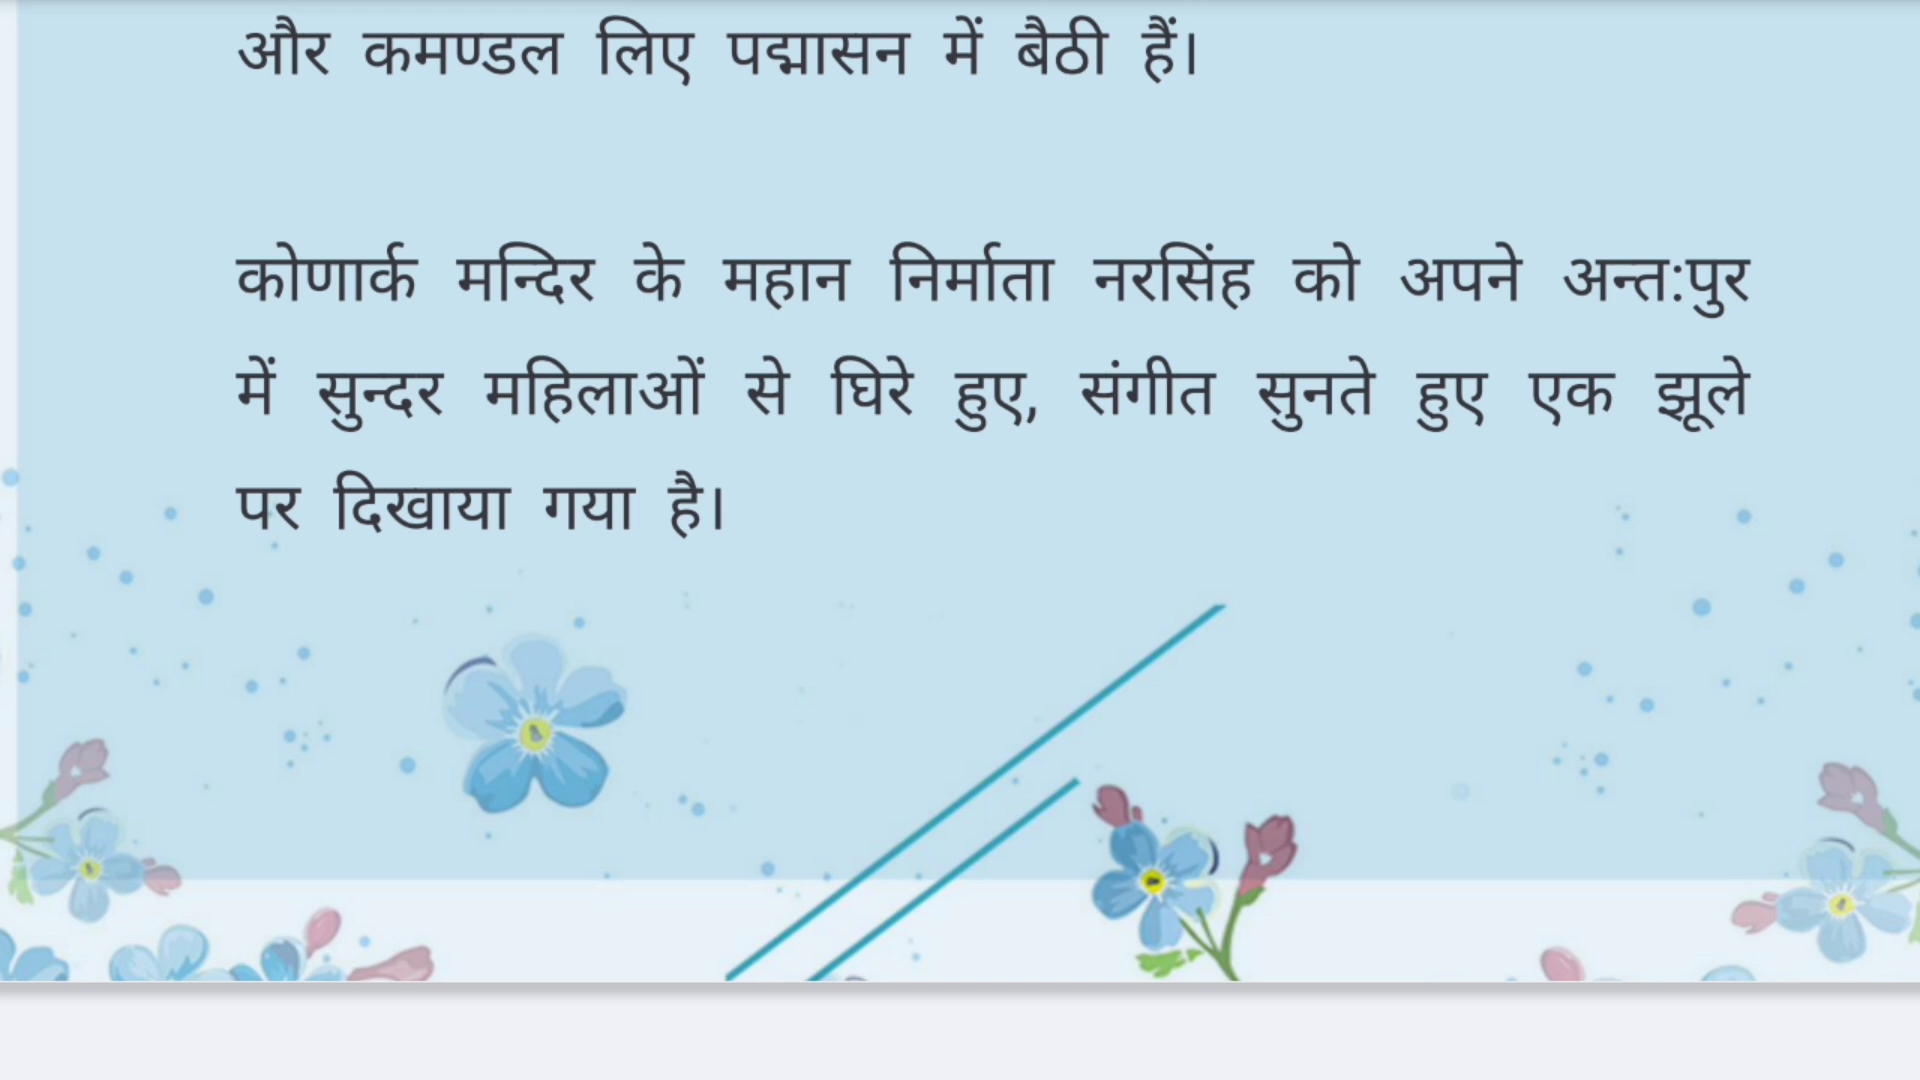 और कमण्डल लिए पद्मासन में बैठी हैं।
कोणार्क मन्दिर के महान निर्माता नरसिंह को अपने अन्त:पुर
में सुन्दर महिलाओं से घिरे हुए, संगीत सुनते हुए एक झूले
पर दिखाया गया है।